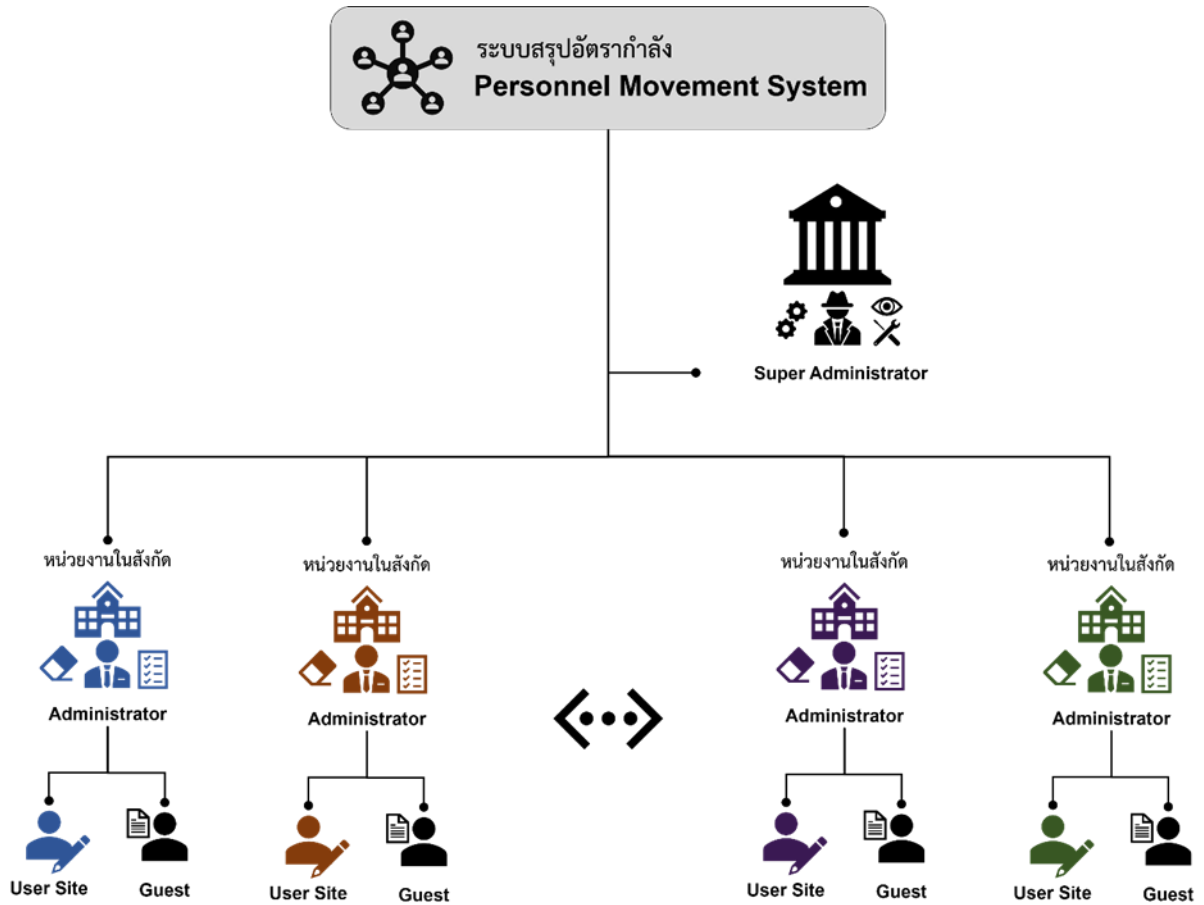 ระบบสรุปอัตรากำลัง
Personnel Movement System
Super Administrator
หน่วยงานในสังกัด
หน่วยงานในสังกัด
หน่วยงานในสังกัด
หน่วยงานในสังกัด
Administrator
Administrator
Administrator
Administrator
User Site
Guest
User Site
Guest
User Site
Guest
User Site
Guest